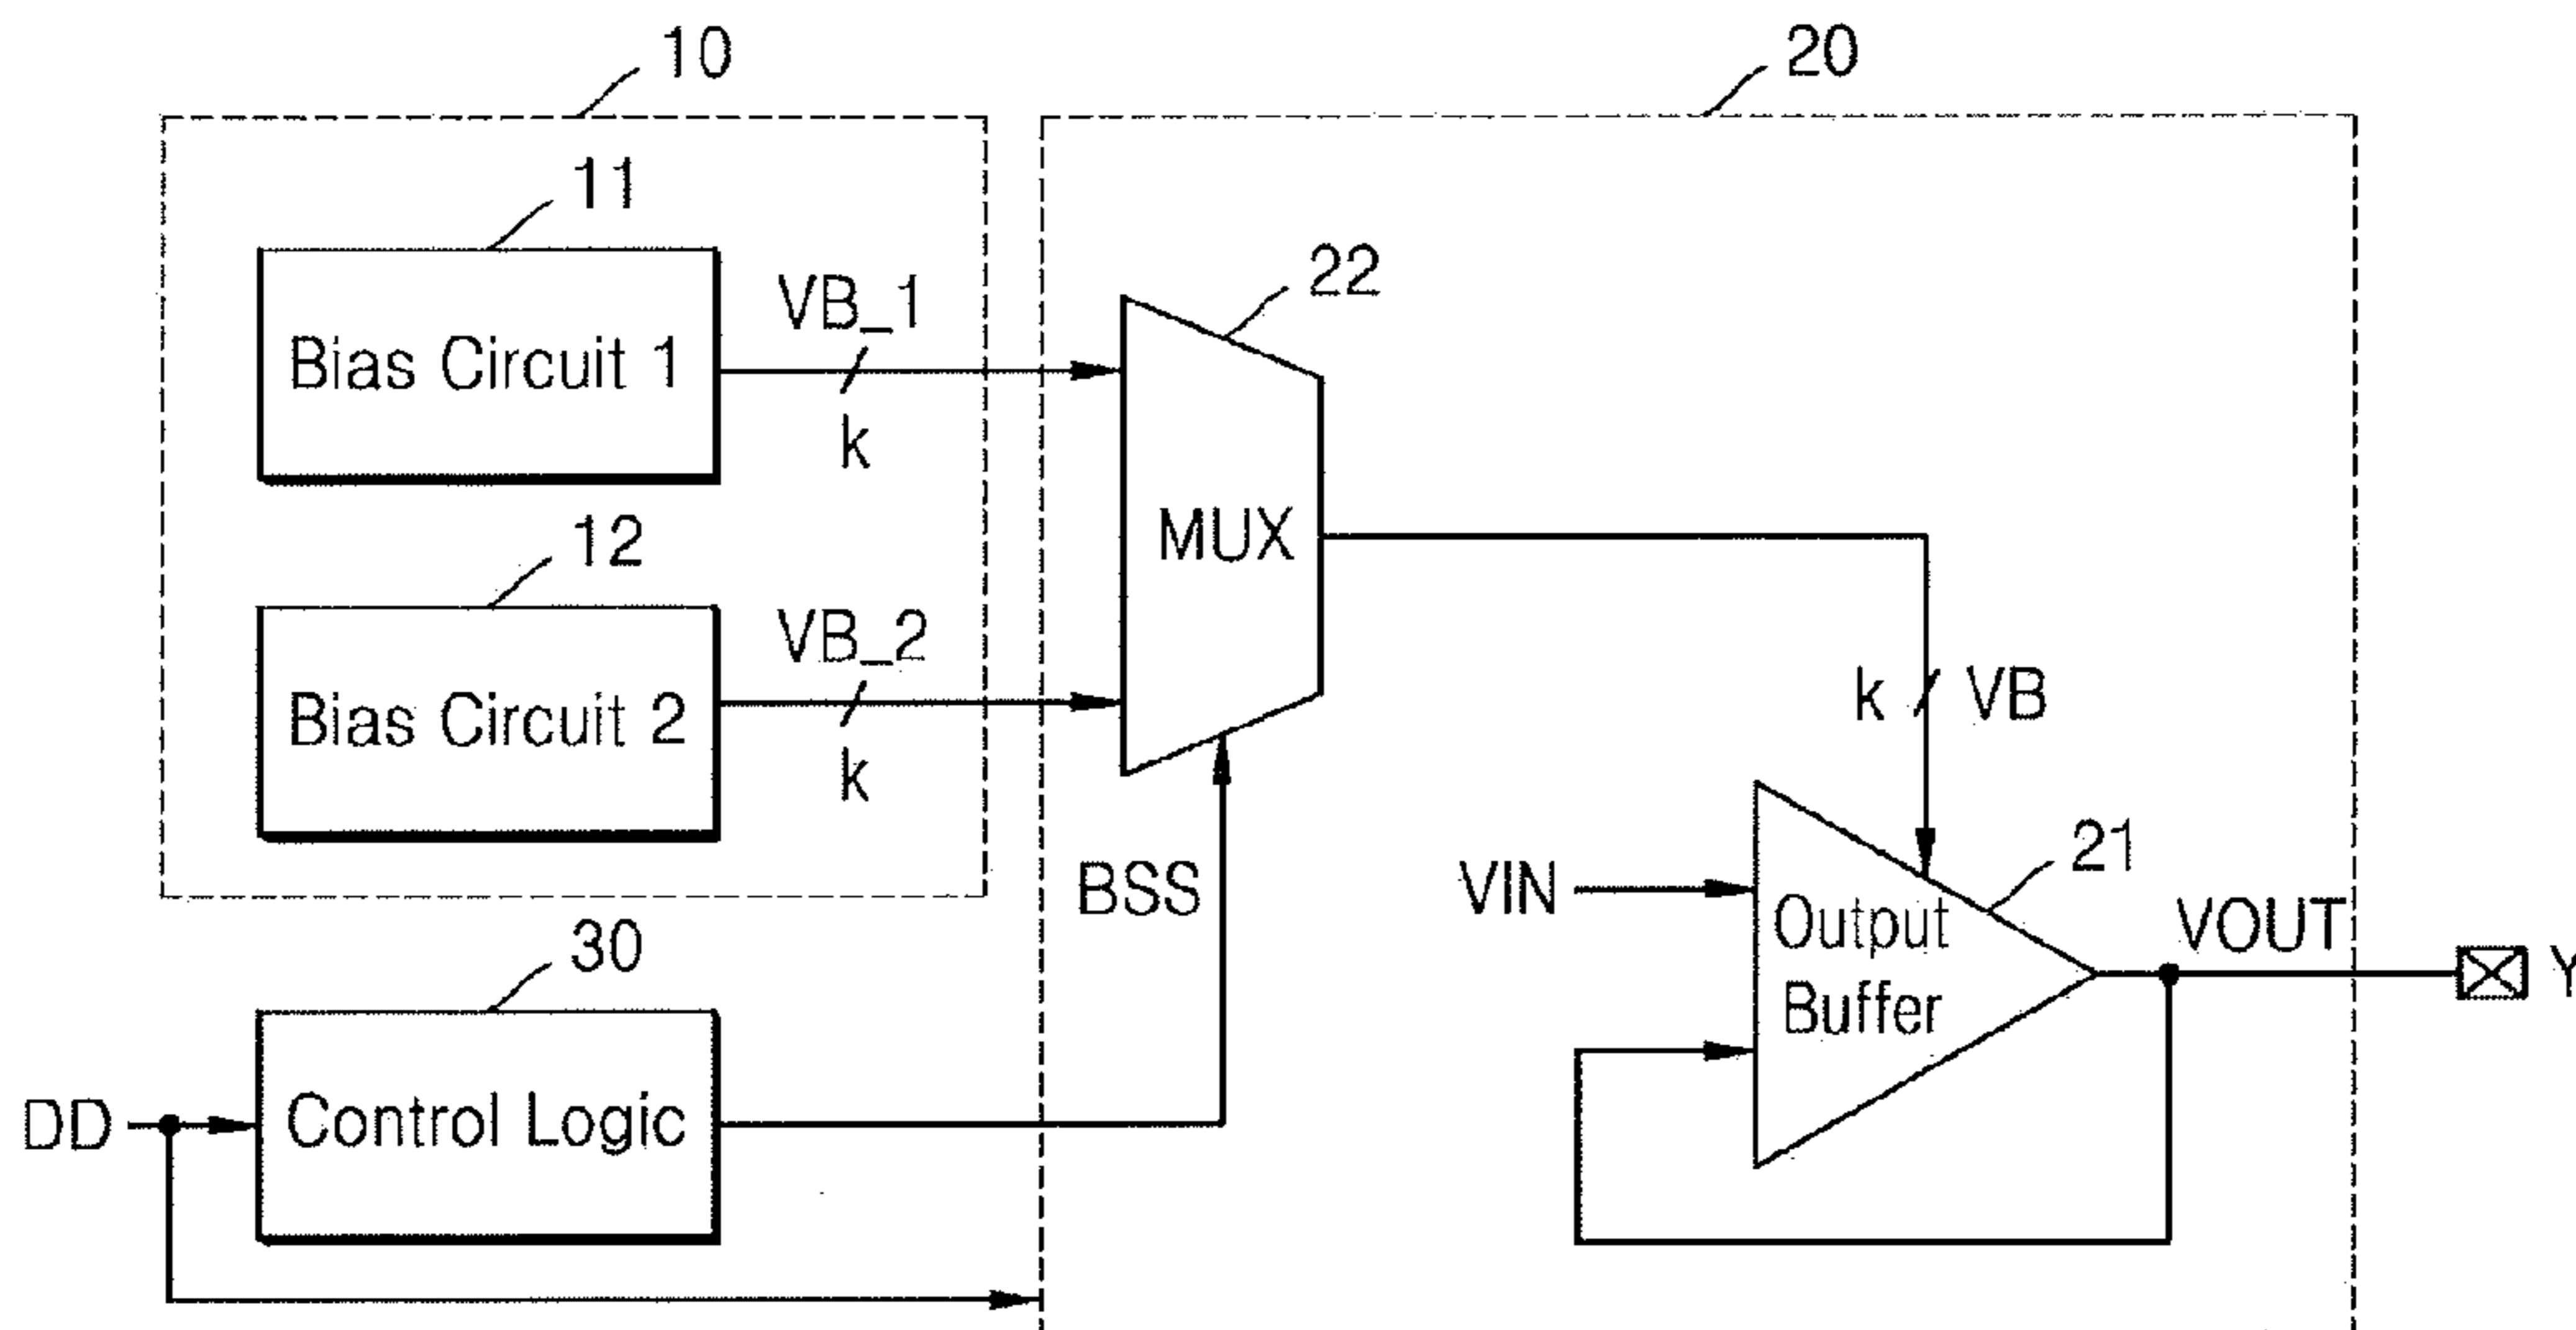 10
20
11
Bias Circuit 1
VB_1
k
22
12
Bias Circuit 2
VB_2
k
MUX
k
VB
BSS
VIN
Output
Buffer
21
VOUT
Y
30
DD
Control Logic